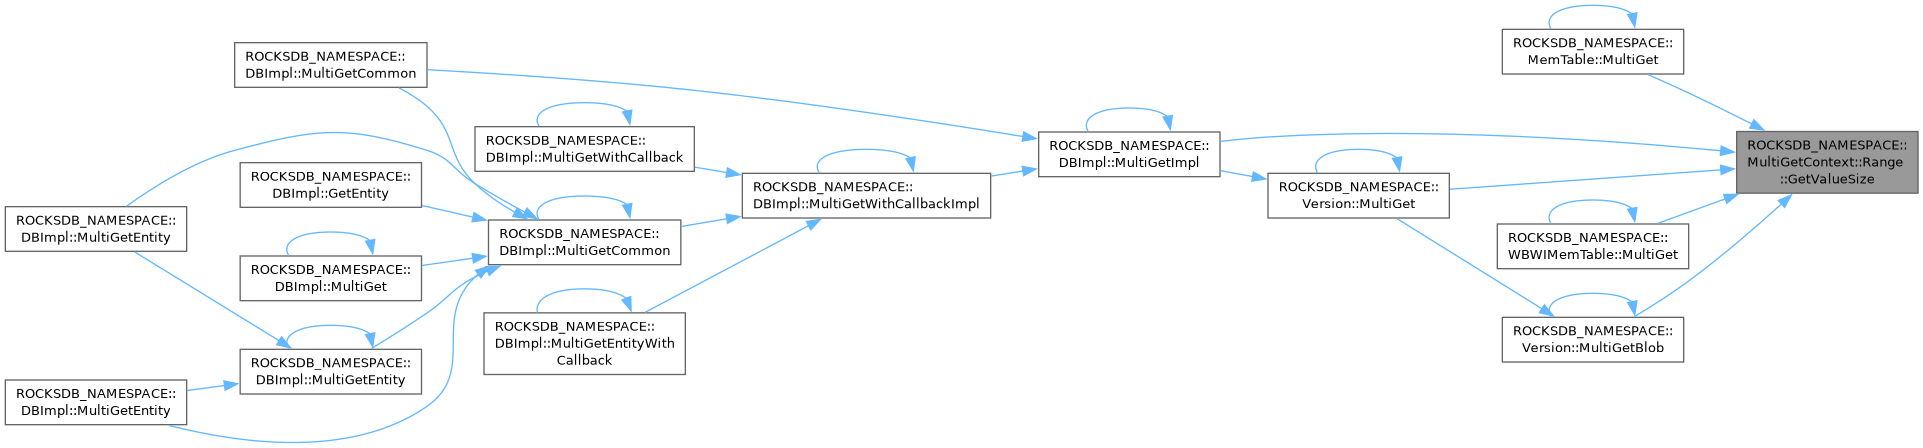 ROCKSDB_NAMESPACE::
MemTable::MultiGet
ROCKSDB_NAMESPACE::
DBImpl::MultiGetCommon
ROCKSDB_NAMESPACE::
DBImpl::MultiGetWithCallback
ROCKSDB_NAMESPACE::
DBImpl::MultiGetImpl
ROCKSDB_NAMESPACE::
MultiGetContext::Range
::GetValueSize
ROCKSDB_NAMESPACE::
DBImpl::GetEntity
ROCKSDB_NAMESPACE::
DBImpl::MultiGetWithCallbackImpl
ROCKSDB_NAMESPACE::
Version::MultiGet
ROCKSDB_NAMESPACE::
DBImpl::MultiGetEntity
ROCKSDB_NAMESPACE::
DBImpl::MultiGetCommon
ROCKSDB_NAMESPACE::
WBWIMemTable::MultiGet
ROCKSDB_NAMESPACE::
DBImpl::MultiGet
ROCKSDB_NAMESPACE::
DBImpl::MultiGetEntityWith
Callback
ROCKSDB_NAMESPACE::
Version::MultiGetBlob
ROCKSDB_NAMESPACE::
DBImpl::MultiGetEntity
ROCKSDB_NAMESPACE::
DBImpl::MultiGetEntity